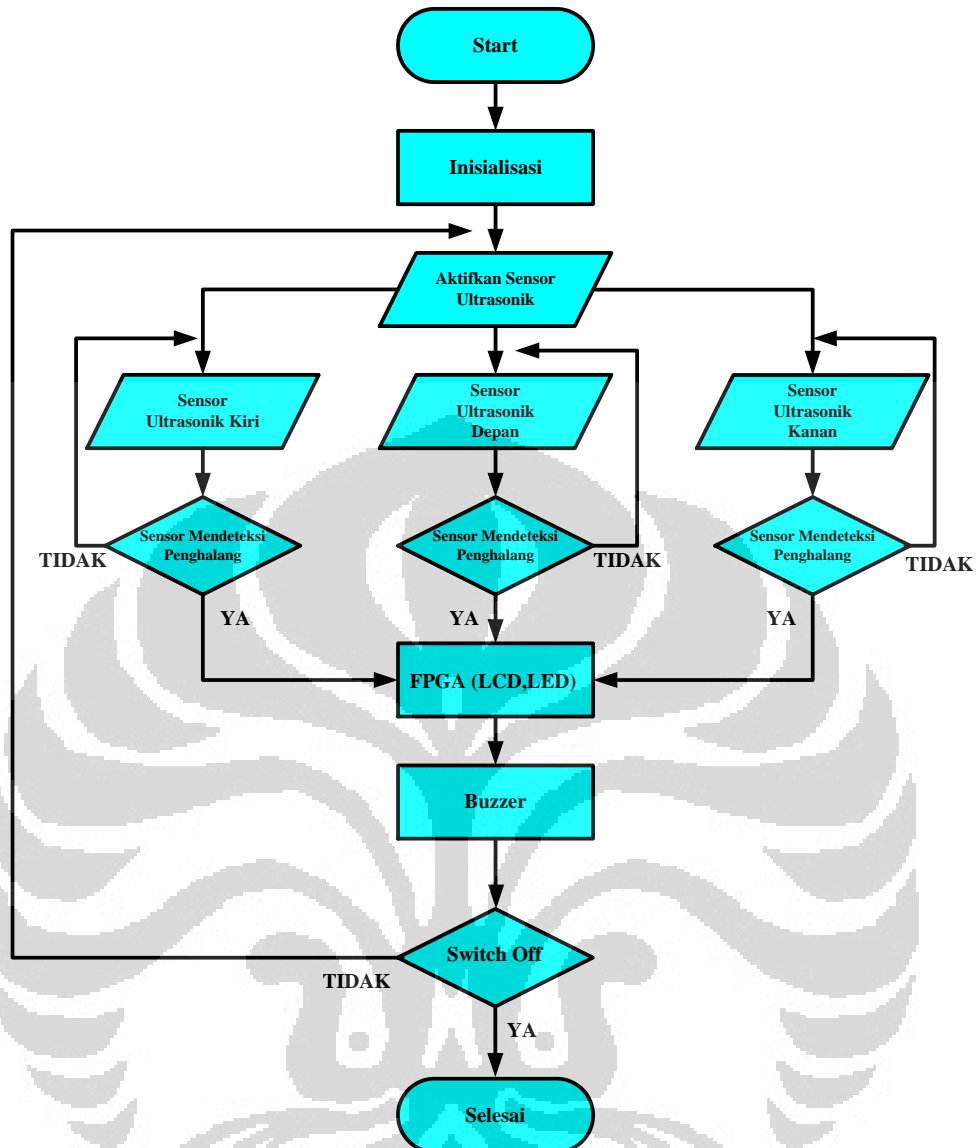 Start
Inisialisasi
Aktifkan Sensor
Ultrasonik
Sensor
Ultrasonik Kiri
Sensor
Ultrasonik
Depan
Sensor
Ultrasonik
Kanan
Sensor Mendeteksi
Penghalang
TIDAK
YA
Sensor Mendeteksi
Penghalang
TIDAK
YA
Sensor Mendeteksi
Penghalang
TIDAK
YA
FPGA (LCD,LED)
Buzzer
Switch Off
TIDAK
YA
Selesai